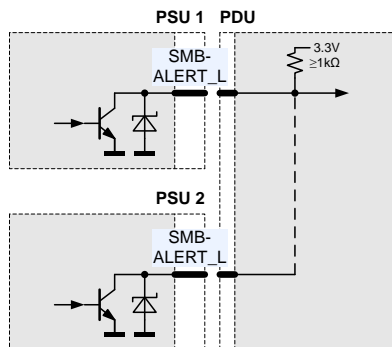 PSU 1 PDU
SMB-
ALERT_L
3.3V
≥1kΩ
PSU 2
SMB-
ALERT_L